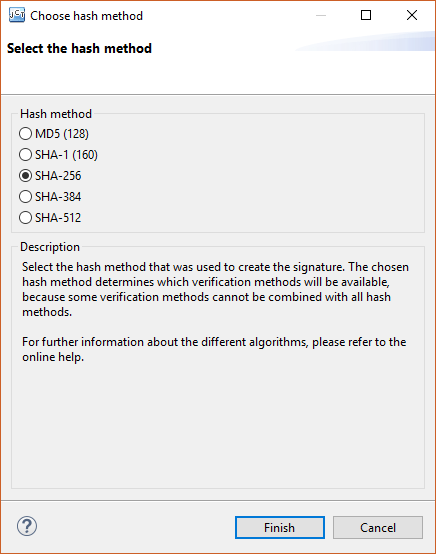 JCT Choose hash method
Select the hash method
Hash method
MD5 (128)
SHA-1 (160)
SHA-256
SHA-384
SHA-512
Description
Select the hash method that was used to create the signature. The chosen
hash method determines which verification methods will be available,
because some verification methods cannot be combined with all hash
methods.
For further information about the different algorithms, please refer to the
online help.
?
Finish
Cancel